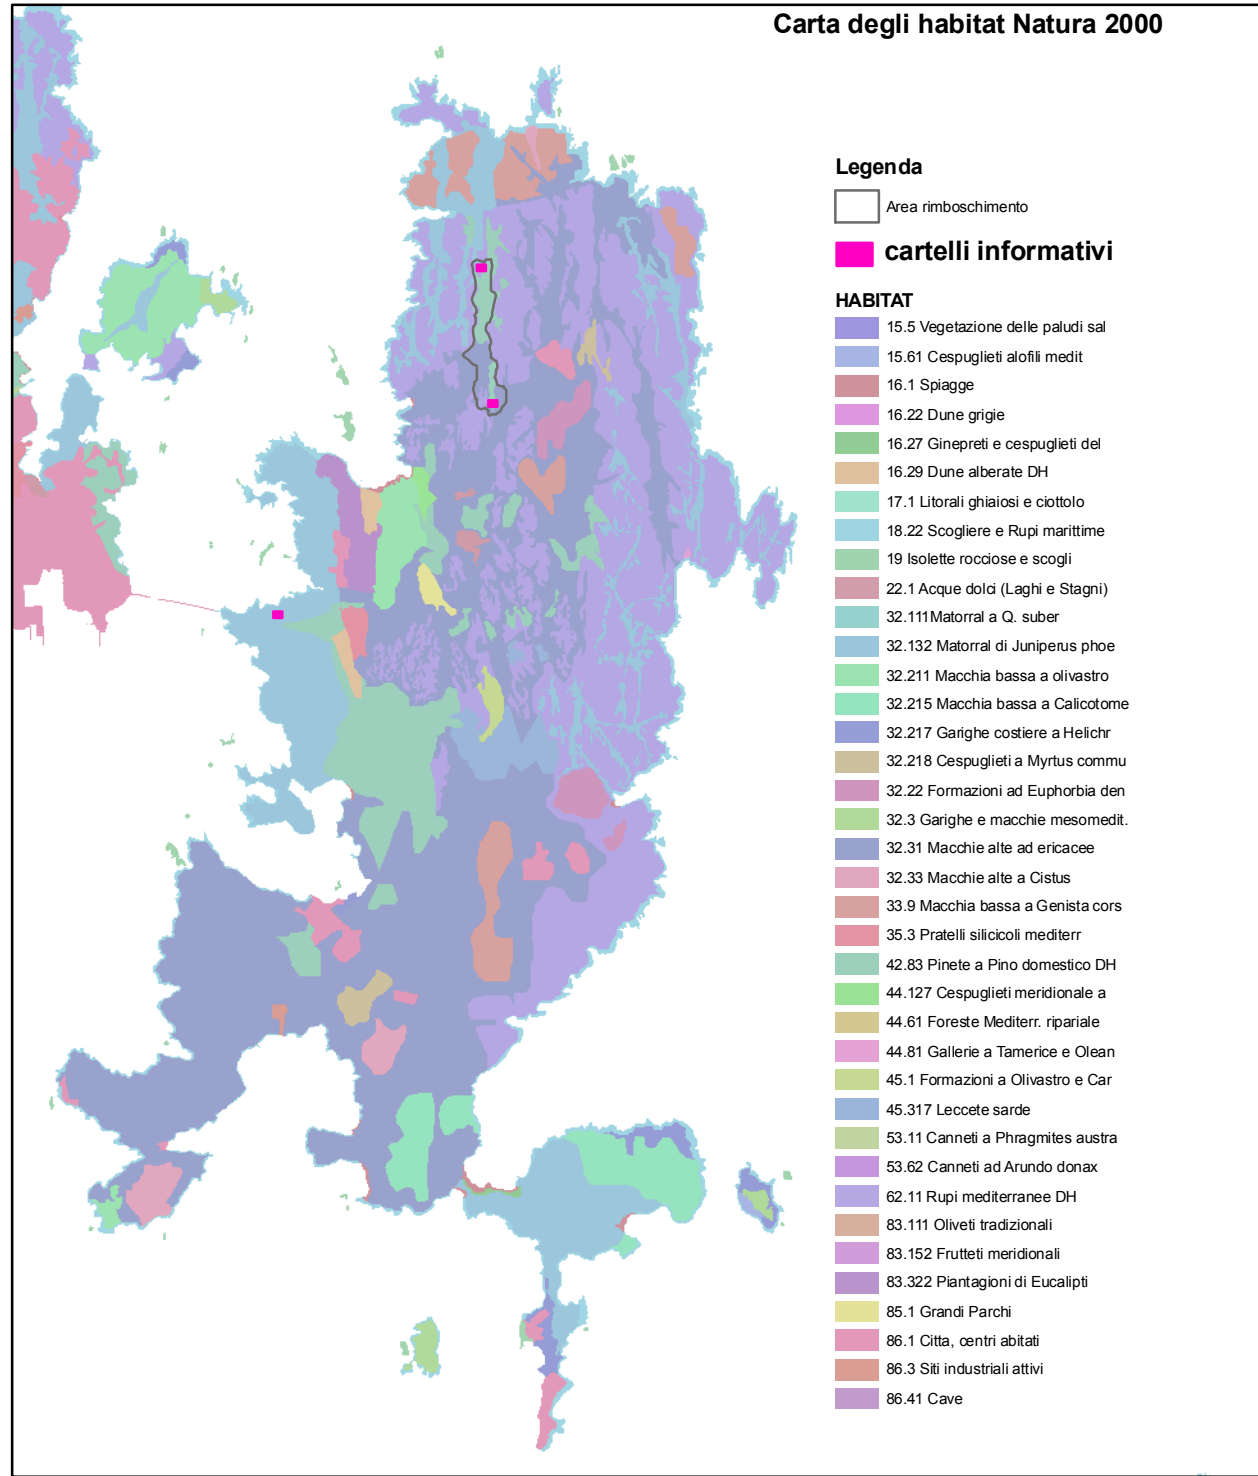 Carta degli habitat Natura 2000
Legenda
Area rimboschimento
cartelli informativi
HABITAT
15.5 Vegetazione delle paludi sal
15.61 Cespuglieti alofili medit
16.1 Spiagge
16.22 Dune grigie
16.27 Ginepreti e cespuglieti del
16.29 Dune alberate DH
17.1 Litorali ghiaiosi e ciottolo
18.22 Scogliere e Rupi marittime
19 Isolette rocciose e scogli
22.1 Acque dolci (Laghi e Stagni)
32.111Matorral a Q. suber
32.132 Matorral di Juniperus phoe
32.211 Macchia bassa a olivastro
32.215 Macchia bassa a Calicotome
32.217 Garighe costiere a Helichr
32.218 Cespuglieti a Myrtus commu
32.22 Formazioni ad Euphorbia den
32.3 Garighe e macchie mesomedit.
32.31 Macchie alte ad ericacee
32.33 Macchie alte a Cistus
33.9 Macchia bassa a Genista cors
35.3 Pratelli silicicoli mediterr
42.83 Pinete a Pino domestico DH
44.127 Cespuglieti meridionale a
44.61 Foreste Mediterr. ripariale
44.81 Gallerie a Tamerice e Olean
45.1 Formazioni a Olivastro e Car
45.317 Leccete sarde
53.11 Canneti a Phragmites austra
53.62 Canneti ad Arundo donax
62.11 Rupi mediterranee DH
83.111 Oliveti tradizionali
83.152 Frutteti meridionali
83.322 Piantagioni di Eucalipti
85.1 Grandi Parchi
86.1 Citta, centri abitati
86.3 Siti industriali attivi
86.41 Cave